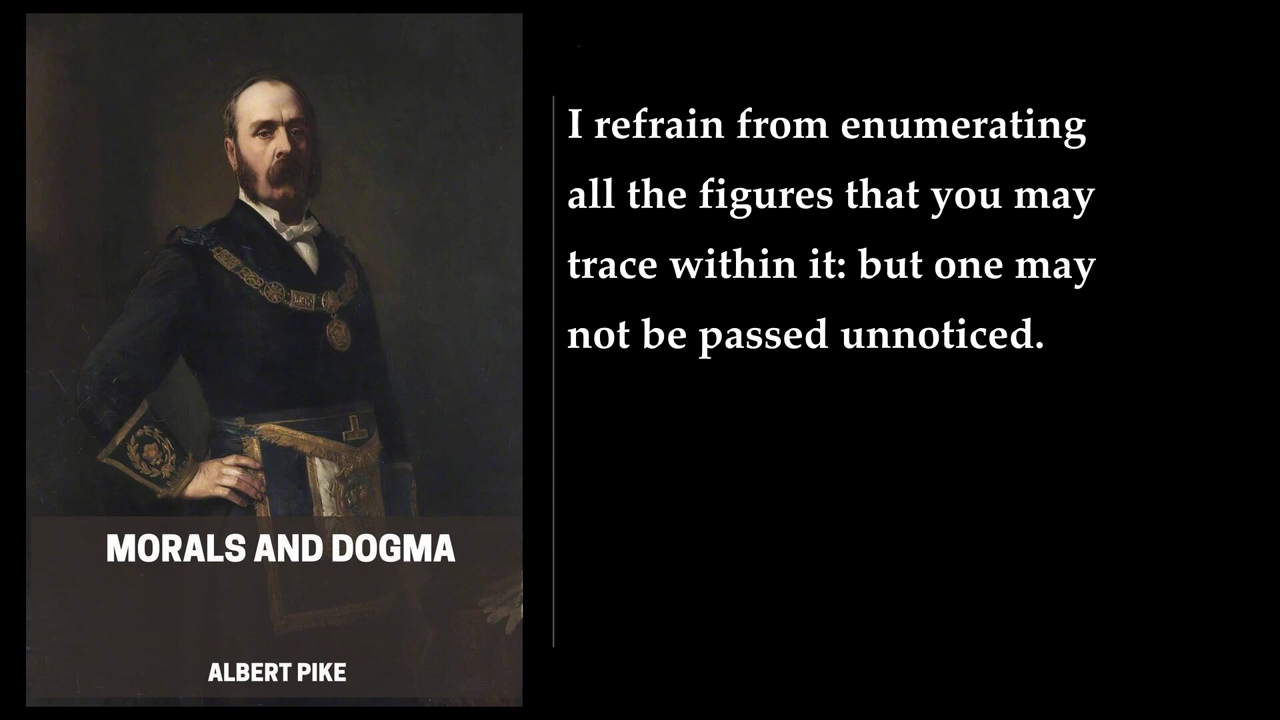 MORALS AND DOGMA
ALBERT PIKE
I refrain from enumerating
all the figures that you may
trace within it: but one may
not be passed unnoticed.